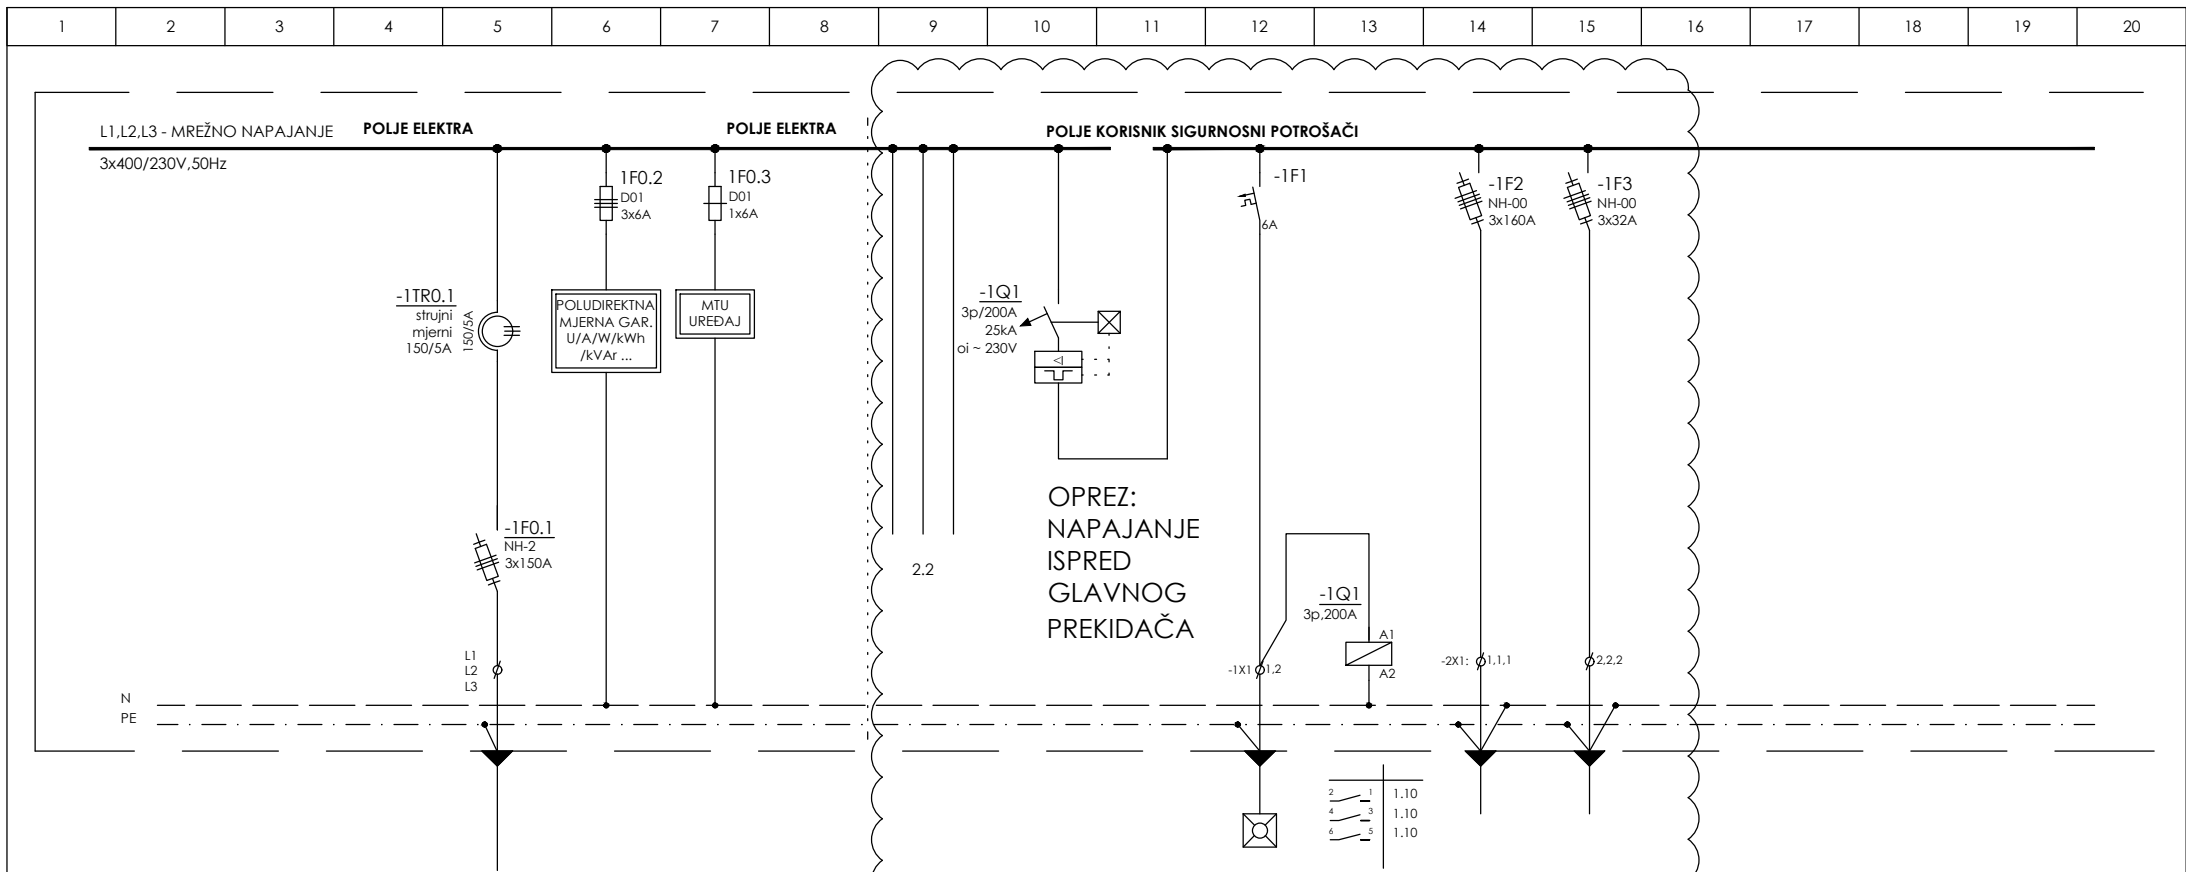 1 2 3 4 5 6 7 8 9 10 11 12 13 14 15 16 17 18 19 20
L1,L2,L3 - MREŽNO NAPAJANJE
3x400/230V,50Hz
POLJE ELEKTRA
POLJE ELEKTRA
POLJE KORISNIK SIGURNOSNI POTROŠAČI
1F0.2
D01
3x6A
1F0.3
D01
1x6A
-1F1
6A
-1F2
NH-00
3x160A
-1F3
NH-00
3x32A
-1TR0.1
strujni
mjerni
150/5A
150/5A
POLUDIREKTNA
MJERNA GAR.
U/A/W/kWh
/kVAr ...
MTU
UREĐAJ
-1Q1
3p/200A
25kA
oi ~ 230V
-1F0.1
NH-2
3x150A
2.2
OPREZ:
NAPAJANJE
ISPRED
GLAVNOG
PREKIDAČA
-1Q1
3p,200A
A1
A2
L1
L2
L3
-1X1 1,2
-2X1: 1,1,1
2,2,2
N
PE
2 1 1.10
4 3 1.10
6 5 1.10